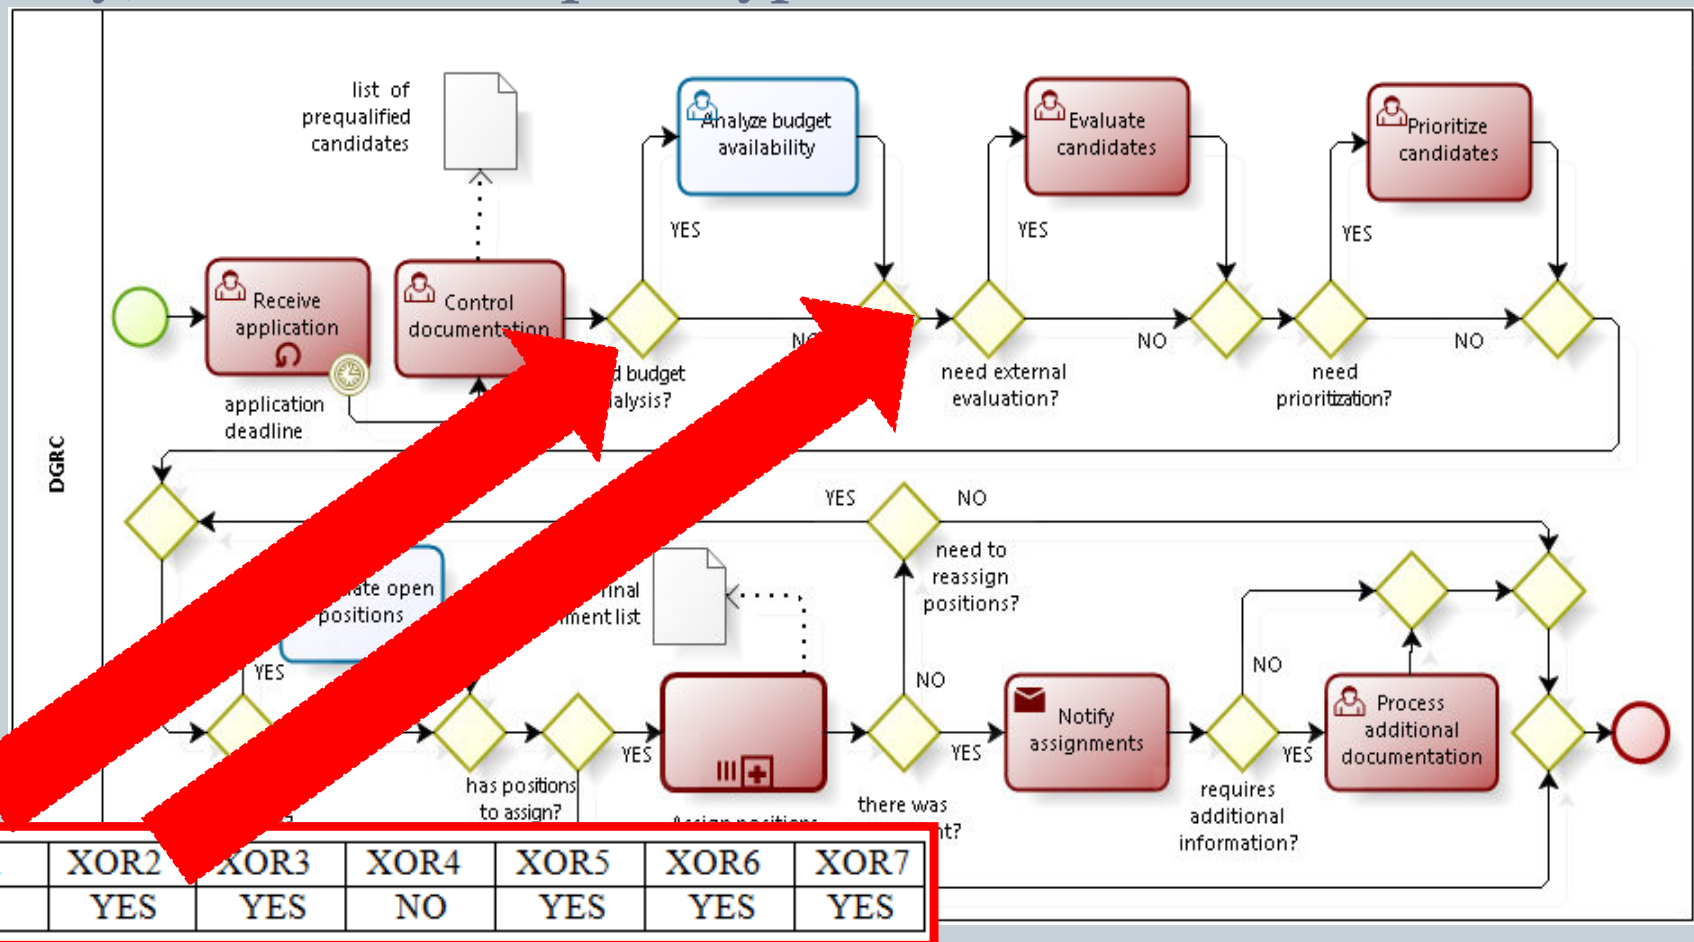 list of
prequalified
candidates
Analyze budget
availability
Evaluate
candidates
Prioritize
candidates
YES
YES
YES
Receive
application
Control
documentation
NO
NO
NO
application
deadline
budget
need external
evaluation?
need
prioritization?
DGRC
YES
NO
need to
reassign
positions?
open
positions
list
YES
NO
NO
YES
YES
YES
Notify
assignments
Process
additional
documentation
has positions
to assign?
there was
requires
additional
information?
Assign positions
XOR2 XOR3 XOR4 XOR5 XOR6 XOR7
YES YES NO YES YES YES